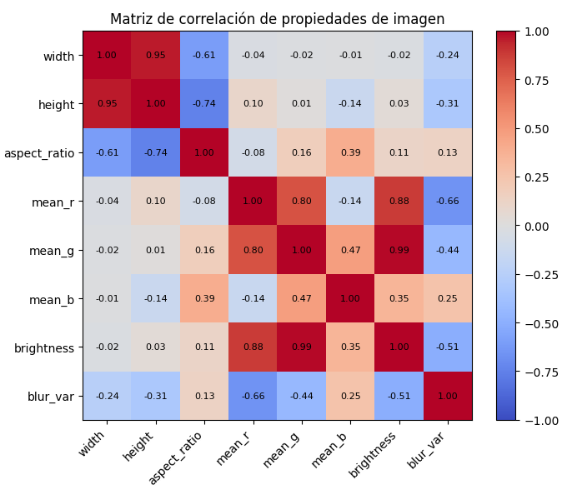 Matriz de correlación de propiedades de imagen
width 1.00 0.95 -0.61 -0.04 -0.02 -0.01 -0.02 -0.24
height 0.95 1.00 -0.74 0.10 0.01 -0.14 0.03 -0.31
aspect_ratio -0.61 -0.74 1.00 -0.08 0.16 0.39 0.11 0.13
mean_r -0.04 0.10 -0.08 1.00 0.80 -0.14 0.88 -0.66
mean_g -0.02 0.01 0.16 0.80 1.00 0.47 0.99 -0.44
mean_b -0.01 -0.14 0.39 -0.14 0.47 1.00 0.35 0.25
brightness -0.02 0.03 0.11 0.88 0.99 0.35 1.00 -0.51
blur_var -0.24 -0.31 0.13 -0.66 -0.44 0.25 -0.51 1.00
width height aspect_ratio mean_r mean_g mean_b brightness blur_var
1.00
0.75
0.50
0.25
0.00
−0.25
−0.50
−0.75
−1.00